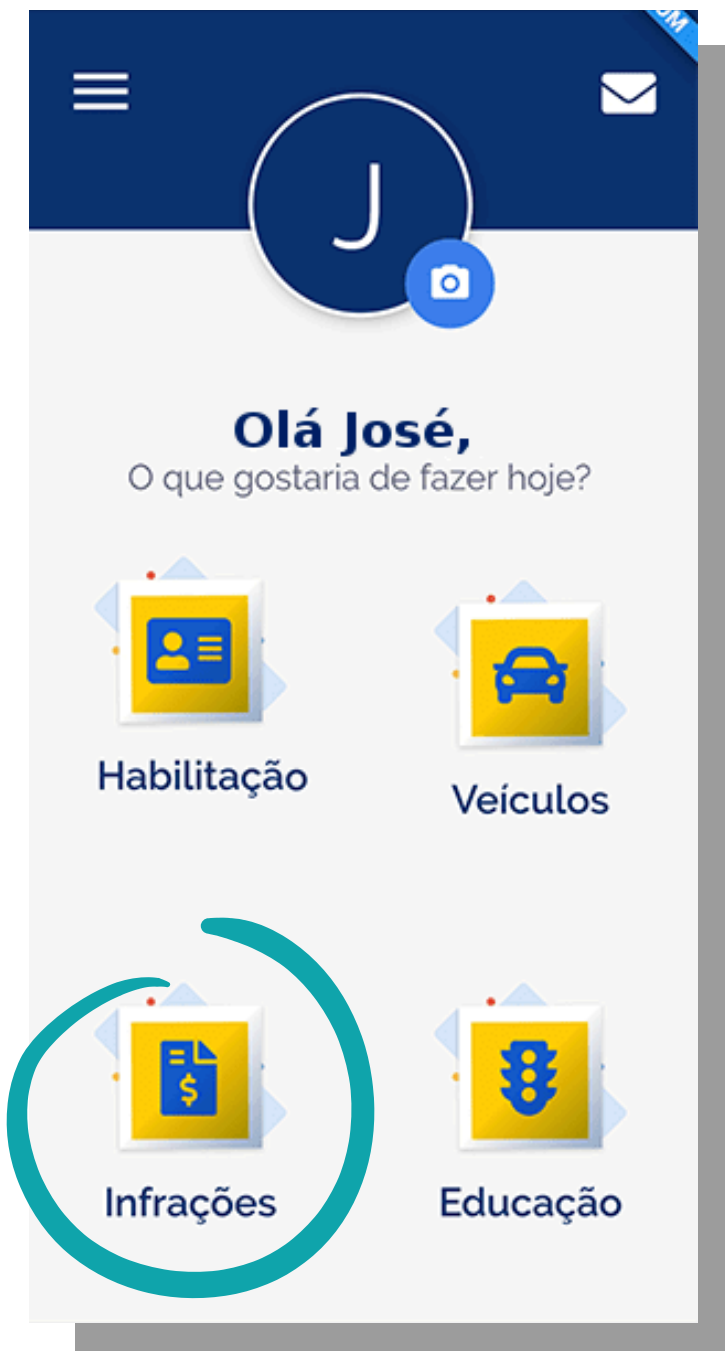 J
Olá José,
O que gostaria de fazer hoje?
Habilitação
Veículos
$
Infrações
Educação